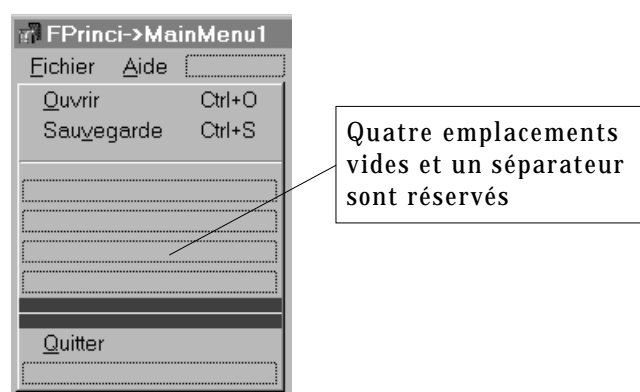 FPrinci->MainMenu1
Fichier Aide
Ouvrir Ctrl+O
Sauvegarde Ctrl+S
Quitter
Quatre emplacements
vides et un séparateur
sont réservés